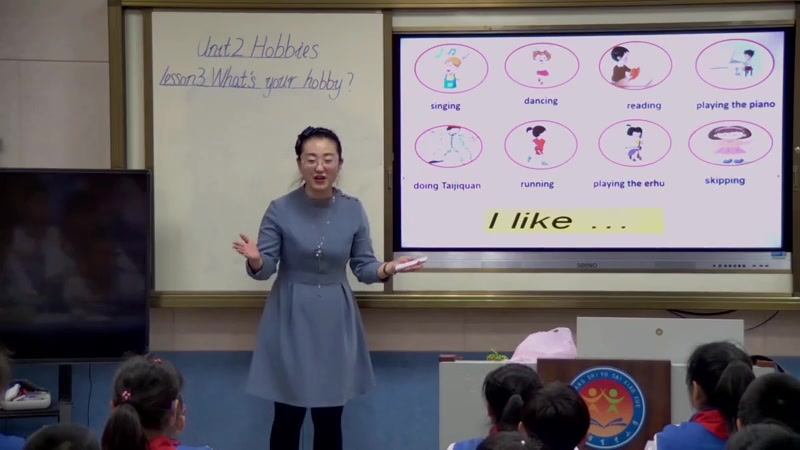 Unit2 Hobbies
lesson3 What's your hobby?
singing
dancing
reading
playing the piano
doing Taijiquan
running
playing the erhu
skipping
I like ...